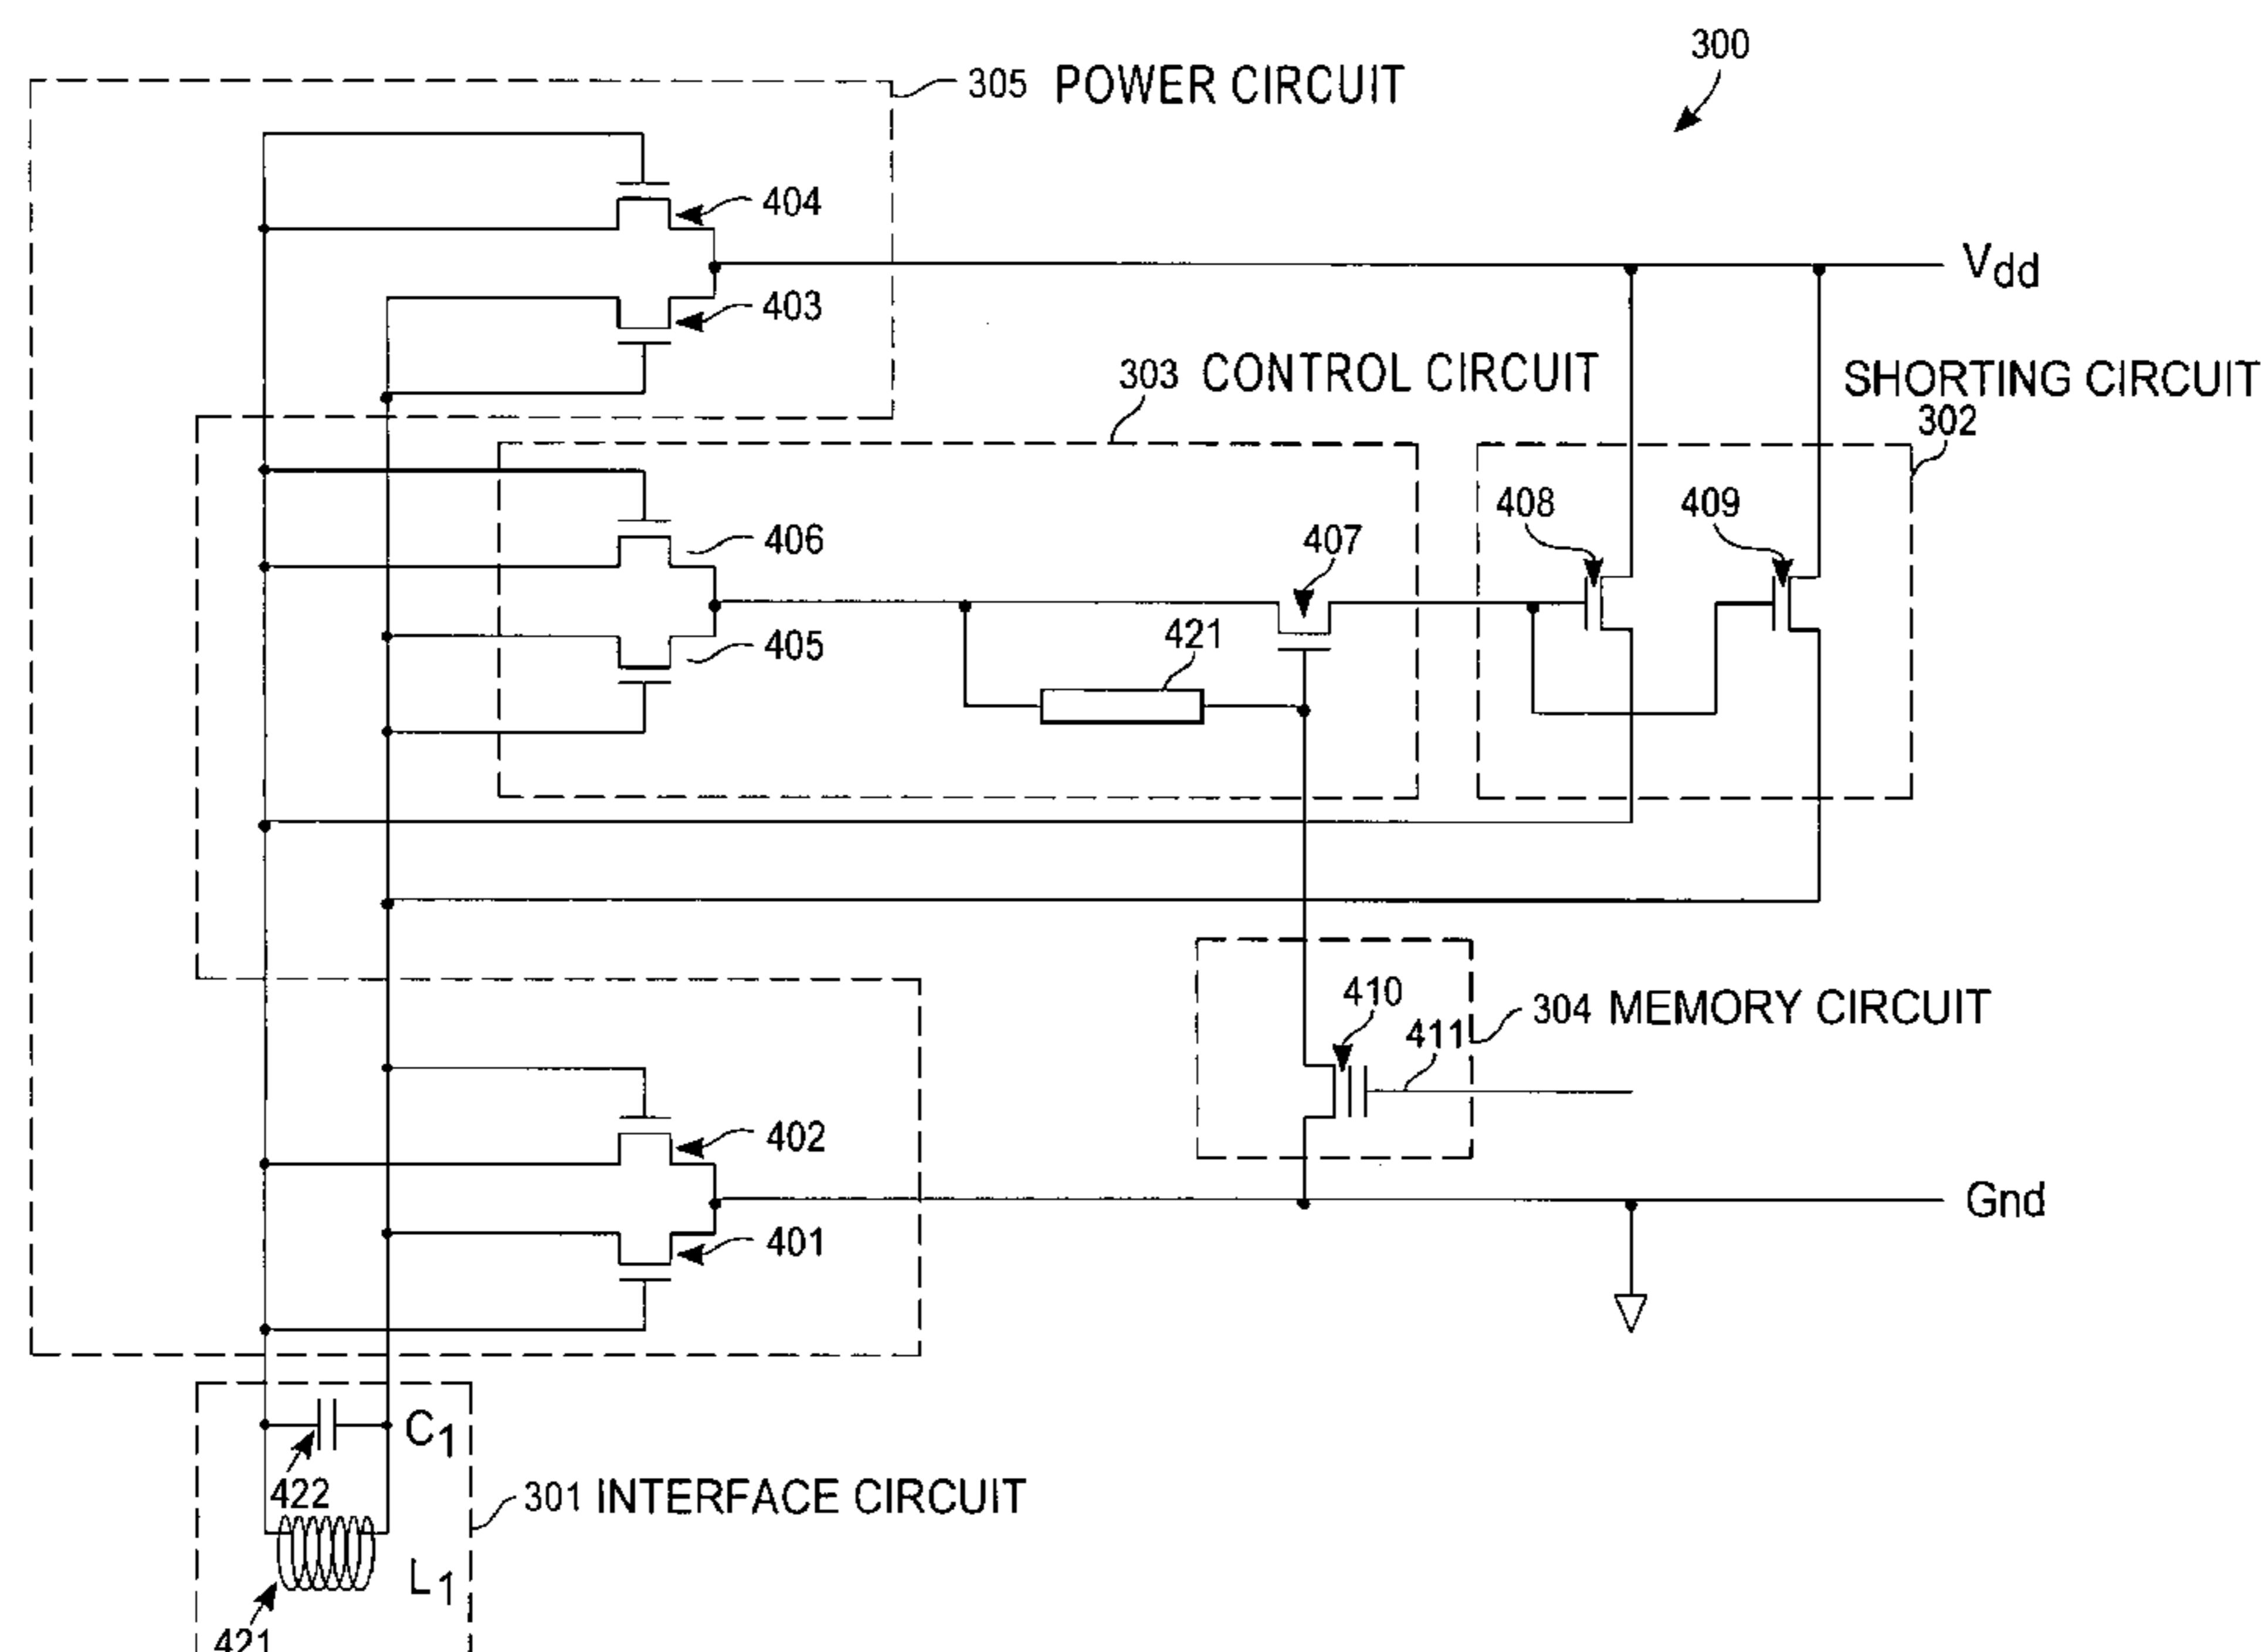 300
305 POWER CIRCUIT
404
Vdd
403
303 CONTROL CIRCUIT
SHORTING CIRCUIT
302
408
409
406
407
405
421
410
411
304 MEMORY CIRCUIT
402
Gnd
401
C1
422
301 INTERFACE CIRCUIT
L1
421